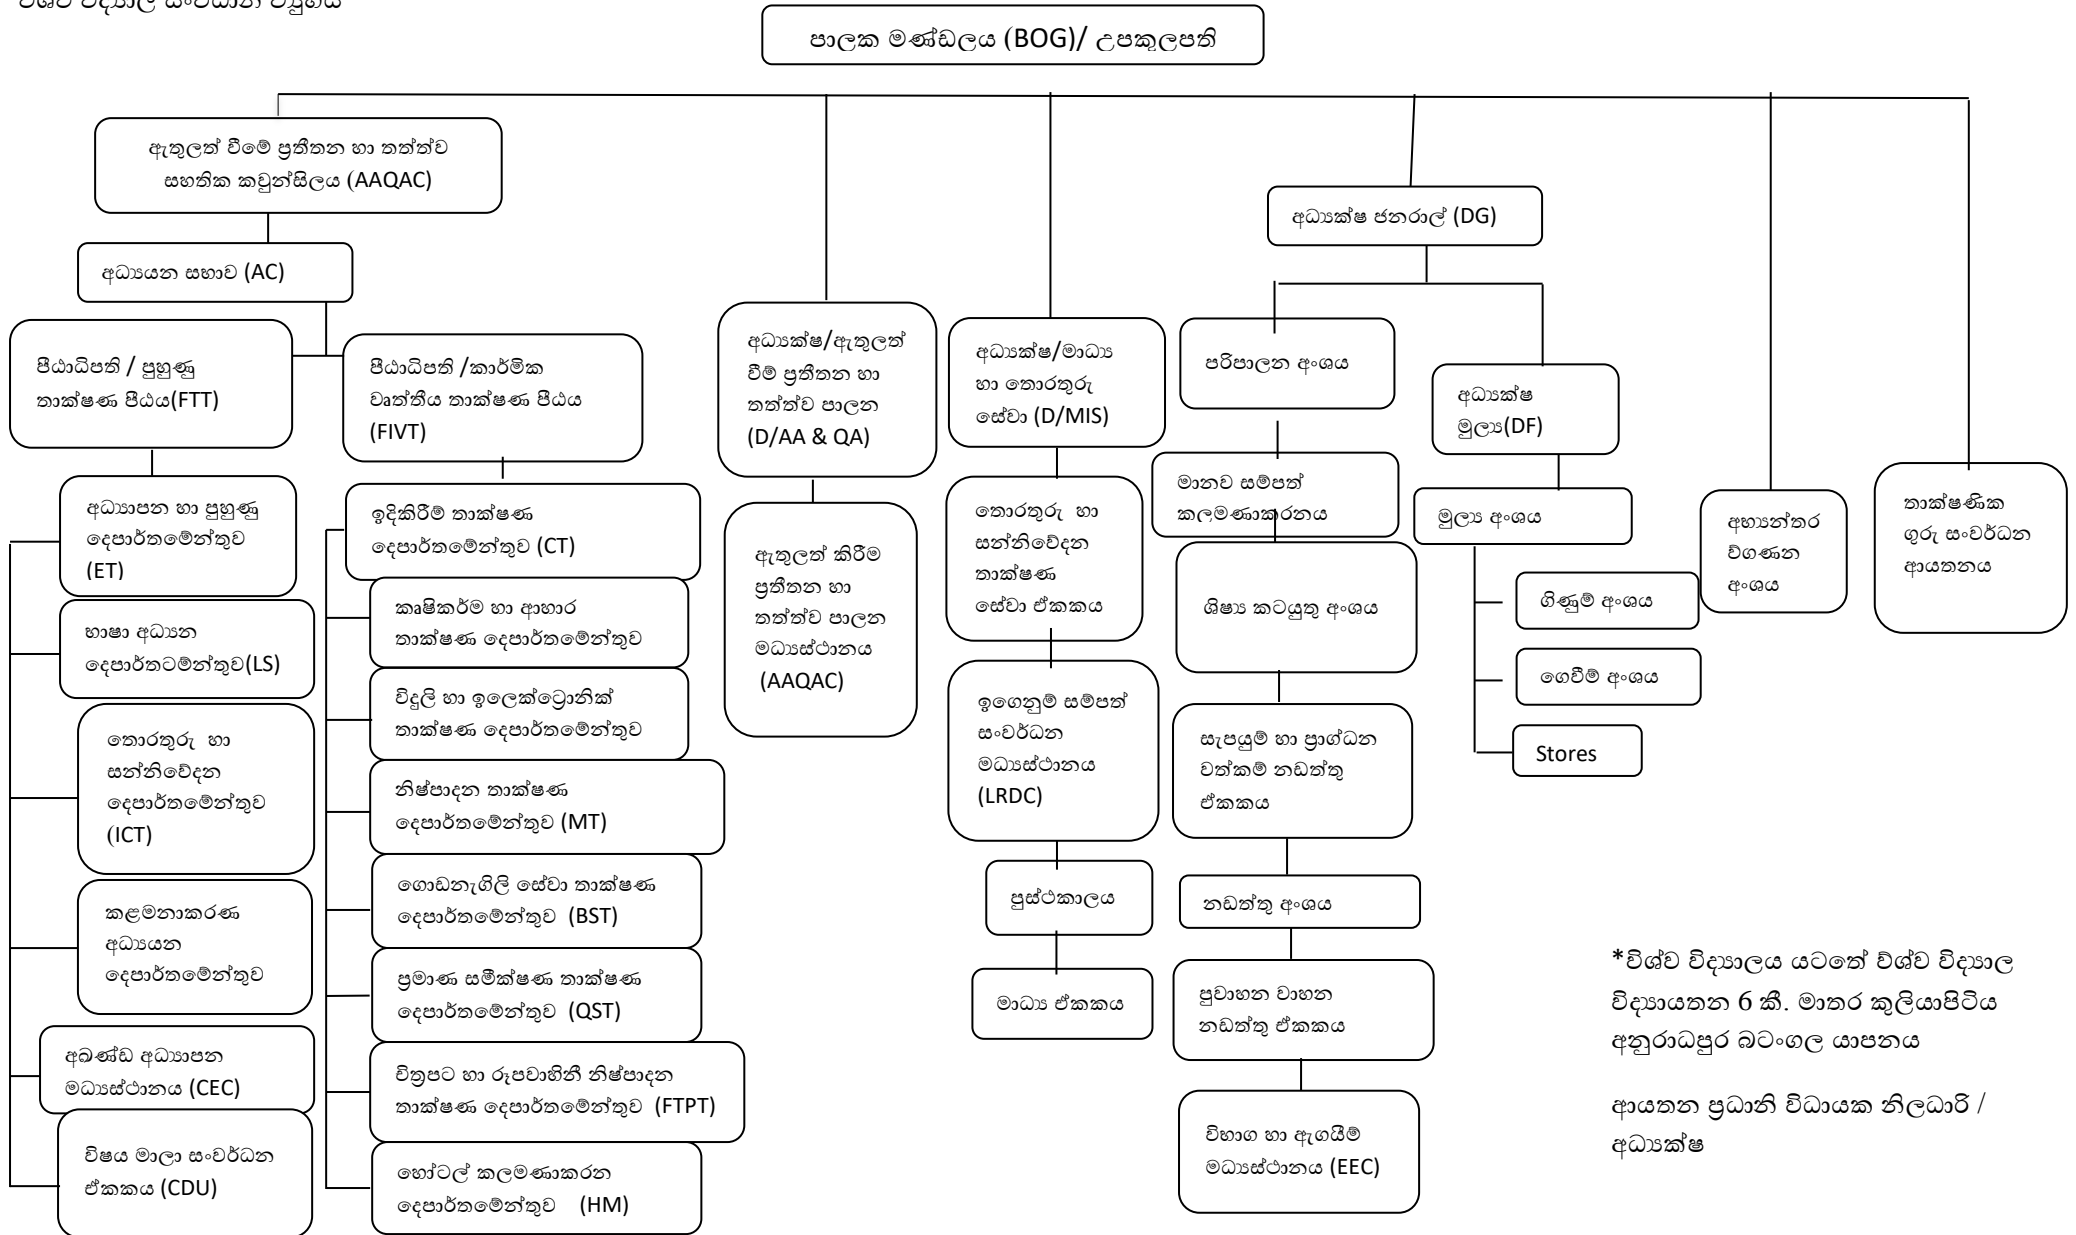 විශ්ව විද්‍යාල සංවිධාන ව්‍යුහය
පාලක මණ්ඩලය (BOG)/ උපකුලපති
ඇතුලත් වීමේ ප්‍රතීතන හා තත්ත්ව
සහතික කවුන්සිලය (AAQAC)
අධ්‍යක්ෂ ජනරාල් (DG)
අධ්‍යයන සභාව (AC)
පීඨාධිපති / පුහුණු
තාක්ෂණ පීඨය(FTT)
පීඨාධිපති /කාර්මික
වෘත්තීය තාක්ෂණ පීඨය
(FIVT)
අධ්‍යක්ෂ/ඇතුලත්
වීම් ප්‍රතීතන හා
තත්ත්ව පාලන
(D/AA & QA)
අධ්‍යක්ෂ/මාධ්‍ය
හා තොරතුරු
සේවා (D/MIS)
පරිපාලන අංශය
අධ්‍යක්ෂ
මුල්‍ය(DF)
අධ්‍යාපන හා පුහුණු
දෙපාර්තමේන්තුව
(ET)
භාෂා අධ්‍යන
දෙපාර්තටම්න්තුව(LS)
තොරතුරු හා
සන්නිවේදන
දෙපාර්තමේන්තුව
(ICT)
කළමනාකරණ
අධ්‍යයන
දෙපාර්තමේන්තුව
අඛණ්ඩ අධ්‍යාපන
මධ්‍යස්ථානය (CEC)
විෂය මාලා සංවර්ධන
ඒකකය (CDU)
ඉදිකිරීම් තාක්ෂණ
දෙපාර්තමේන්තුව (CT)
කෘෂිකර්ම හා ආහාර
තාක්ෂණ දෙපාර්තමේන්තුව
විදුලි හා ඉලෙක්ට්‍රොනික්
තාක්ෂණ දෙපාර්තමේන්තුව
නිෂ්පාදන තාක්ෂණ
දෙපාර්තමේන්තුව (MT)
ගොඩනැගිලි සේවා තාක්ෂණ
දෙපාර්තමේන්තුව (BST)
ප්‍රමාණ සමීක්ෂණ තාක්ෂණ
දෙපාර්තමේන්තුව (QST)
චිත්‍රපට හා රූපවාහිනී නිෂ්පාදන
තාක්ෂණ දෙපාර්තමේන්තුව (FTPT)
හෝටල් කලමණාකරන
දෙපාර්තමේන්තුව (HM)
ඇතුලත් කිරීම
ප්‍රතීතන හා
තත්ත්ව පාලන
මධ්‍යස්ථානය
(AAQAC)
තොරතුරු හා
සන්නිවේදන
තාක්ෂණ
සේවා ඒකකය
ඉගෙනුම් සම්පත්
සංවර්ධන
මධ්‍යස්ථානය
(LRDC)
පුස්ථකාලය
මාධ්‍ය ඒකකය
මානව සම්පත්
කලමණාකරනය
ශිෂ්‍ය කටයුතු අංශය
සැපයුම් හා ප්‍රාග්ධන
වත්කම් නඩත්තු
ඒකකය
නඩත්තු අංශය
පුවාහන වාහන
නඩත්තු ඒකකය
විභාග හා ඇගයීම්
මධ්‍යස්ථානය (EEC)
මුල්‍ය අංශය
ගිණුම් අංශය
ගෙවීම් අංශය
Stores
අභ්‍යන්තර
විගණන
අංශය
තාක්ෂණික
ගුරු සංවර්ධන
ආයතනය
*විශ්ව විද්‍යාලය යටතේ විශ්ව විද්‍යාල
විද්‍යායතන 6 කී. මාතර කුලියාපිටිය
අනුරාධපුර බටංගල යාපනය
ආයතන ප්‍රධානි විධායක නිලධාරි /
අධ්‍යක්ෂ